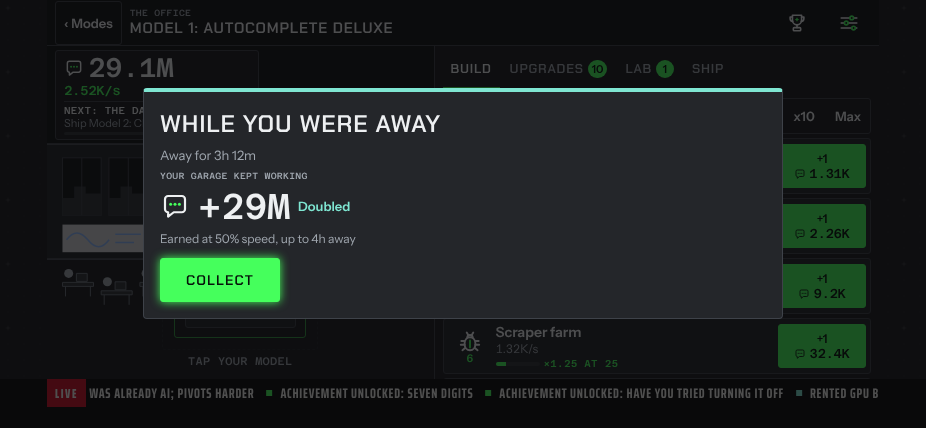 ‹ Modes
THE OFFICE
MODEL 1: AUTOCOMPLETE DELUXE
29.1M
2.52K/s
NEXT: THE DA
Ship Model 2: C
BUILD
UPGRADES 10
LAB 1
SHIP
x10
Max
WHILE YOU WERE AWAY
Away for 3h 12m
YOUR GARAGE KEPT WORKING
+29M Doubled
Earned at 50% speed, up to 4h away
COLLECT
+1
1.31K
+1
2.26K
+1
9.2K
Scraper farm
1.32K/s
6
×1.25 AT 25
+1
32.4K
TAP YOUR MODEL
LIVE
WAS ALREADY AI; PIVOTS HARDER ■ ACHIEVEMENT UNLOCKED: SEVEN DIGITS ■ ACHIEVEMENT UNLOCKED: HAVE YOU TRIED TURNING IT OFF ■ RENTED GPU B